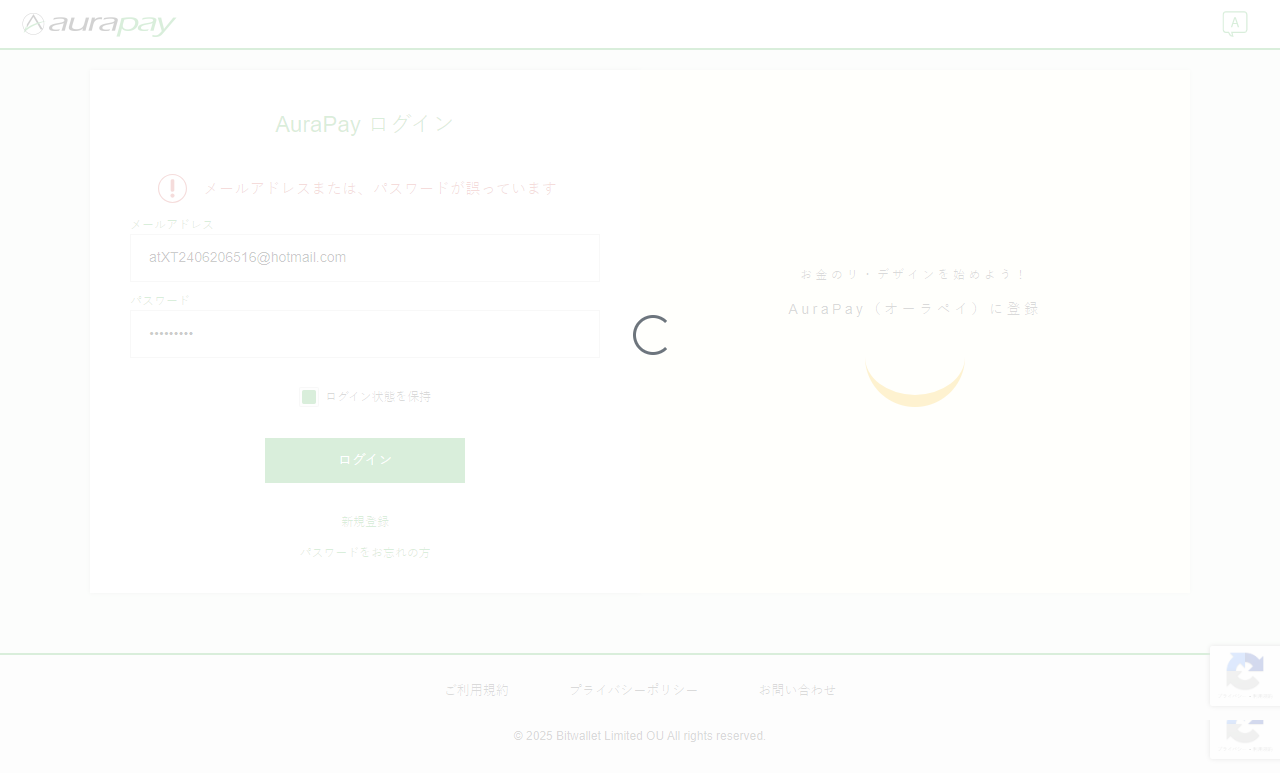 aurapay
A
AuraPay ログイン
メールアドレスまたは、パスワードが誤っています
メールアドレス
atXT2406206516@hotmail.com
パスワード
•••••••••
ログイン状態を保持
ログイン
新規登録
パスワードをお忘れの方
お金のリ・デザインを始めよう！
AuraPay（オーラペイ）に登録
ご利用規約
プライバシーポリシー
お問い合わせ
© 2025 Bitwallet Limited OU All rights reserved.